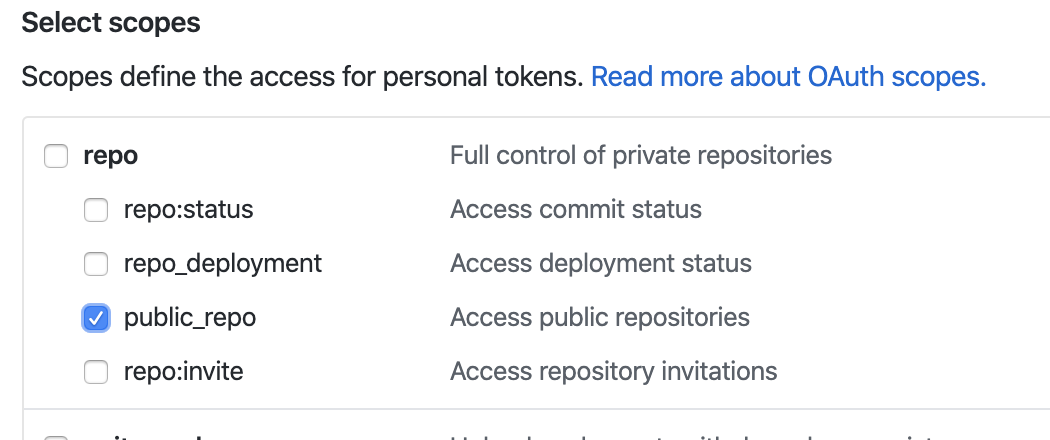 Select scopes
Scopes define the access for personal tokens. Read more about OAuth scopes.
repo Full control of private repositories
repo:status Access commit status
repo_deployment Access deployment status
public_repo Access public repositories
repo:invite Access repository invitations